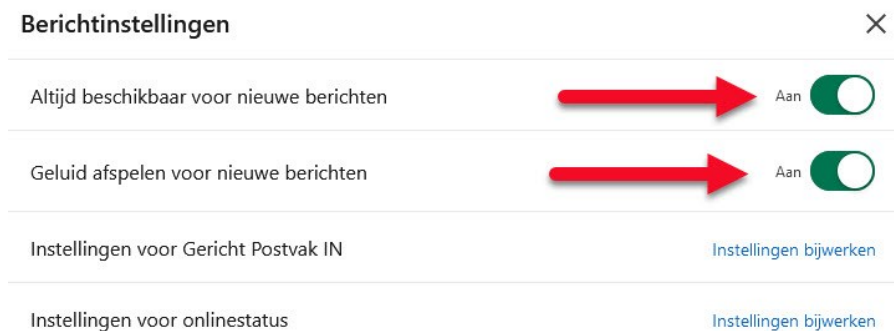 Berichtinstellingen
Altijd beschikbaar voor nieuwe berichten Aan
Geluid afspelen voor nieuwe berichten Aan
Instellingen voor Gericht Postvak IN Instellingen bijwerken
Instellingen voor onlinestatus Instellingen bijwerken